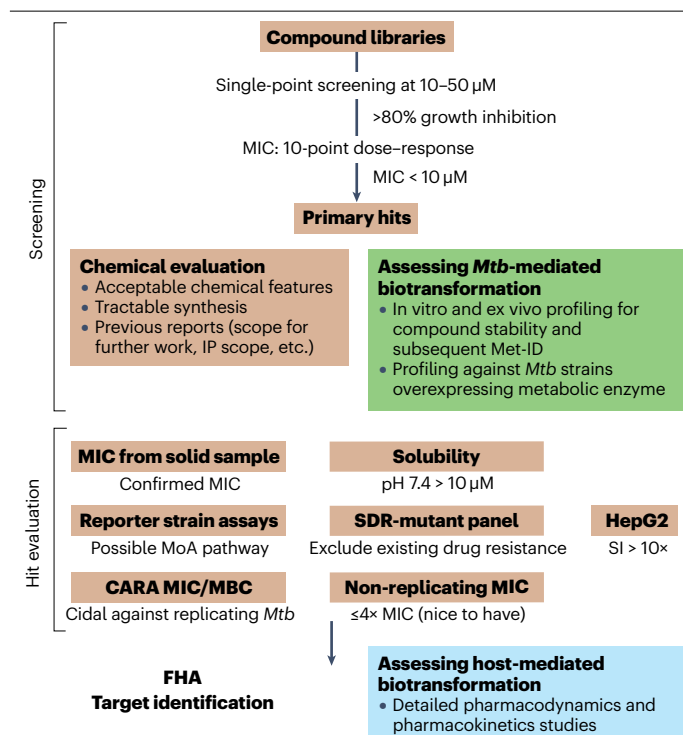 Compound libraries
Single-point screening at 10–50 µM
>80% growth inhibition
MIC: 10-point dose–response
MIC < 10 µM
Primary hits
Screening
Chemical evaluation
• Acceptable chemical features
• Tractable synthesis
• Previous reports (scope for
further work, IP scope, etc.)
Assessing Mtb-mediated
biotransformation
• In vitro and ex vivo profiling for
compound stability and
subsequent Met-ID
• Profiling against Mtb strains
overexpressing metabolic enzyme
Hit evaluation
MIC from solid sample
Confirmed MIC
Solubility
pH 7.4 > 10 µM
Reporter strain assays
Possible MoA pathway
SDR-mutant panel
Exclude existing drug resistance
HepG2
SI > 10×
CARA MIC/MBC
Cidal against replicating Mtb
Non-replicating MIC
≤4× MIC (nice to have)
FHA
Target identification
Assessing host-mediated
biotransformation
• Detailed pharmacodynamics and
pharmacokinetics studies